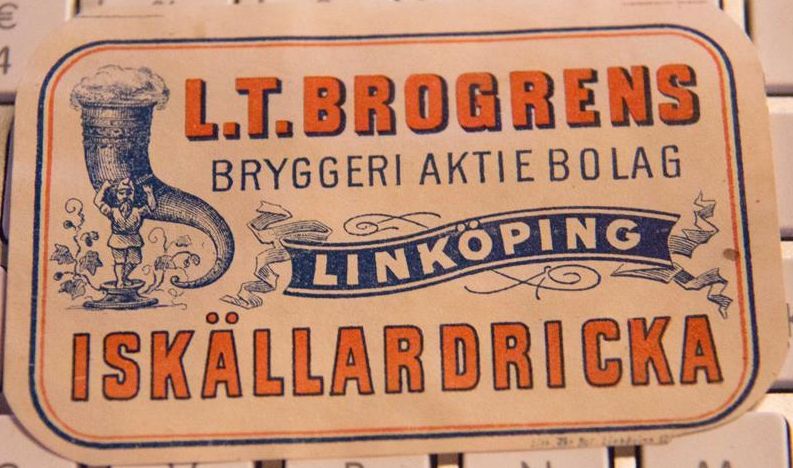 L.T. BROGRENS
BRYGGERI AKTIEBOLAG
LINKÖPING
ISKÄLLARDRICKA